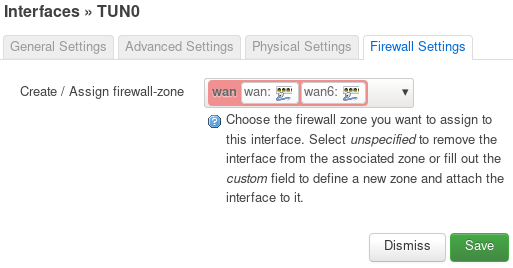 Interfaces » TUN0
General Settings Advanced Settings Physical Settings Firewall Settings
Create / Assign firewall-zone wan wan: wan6: ▼
Choose the firewall zone you want to assign to
this interface. Select unspecified to remove the
interface from the associated zone or fill out the
custom field to define a new zone and attach the
interface to it.
Dismiss Save